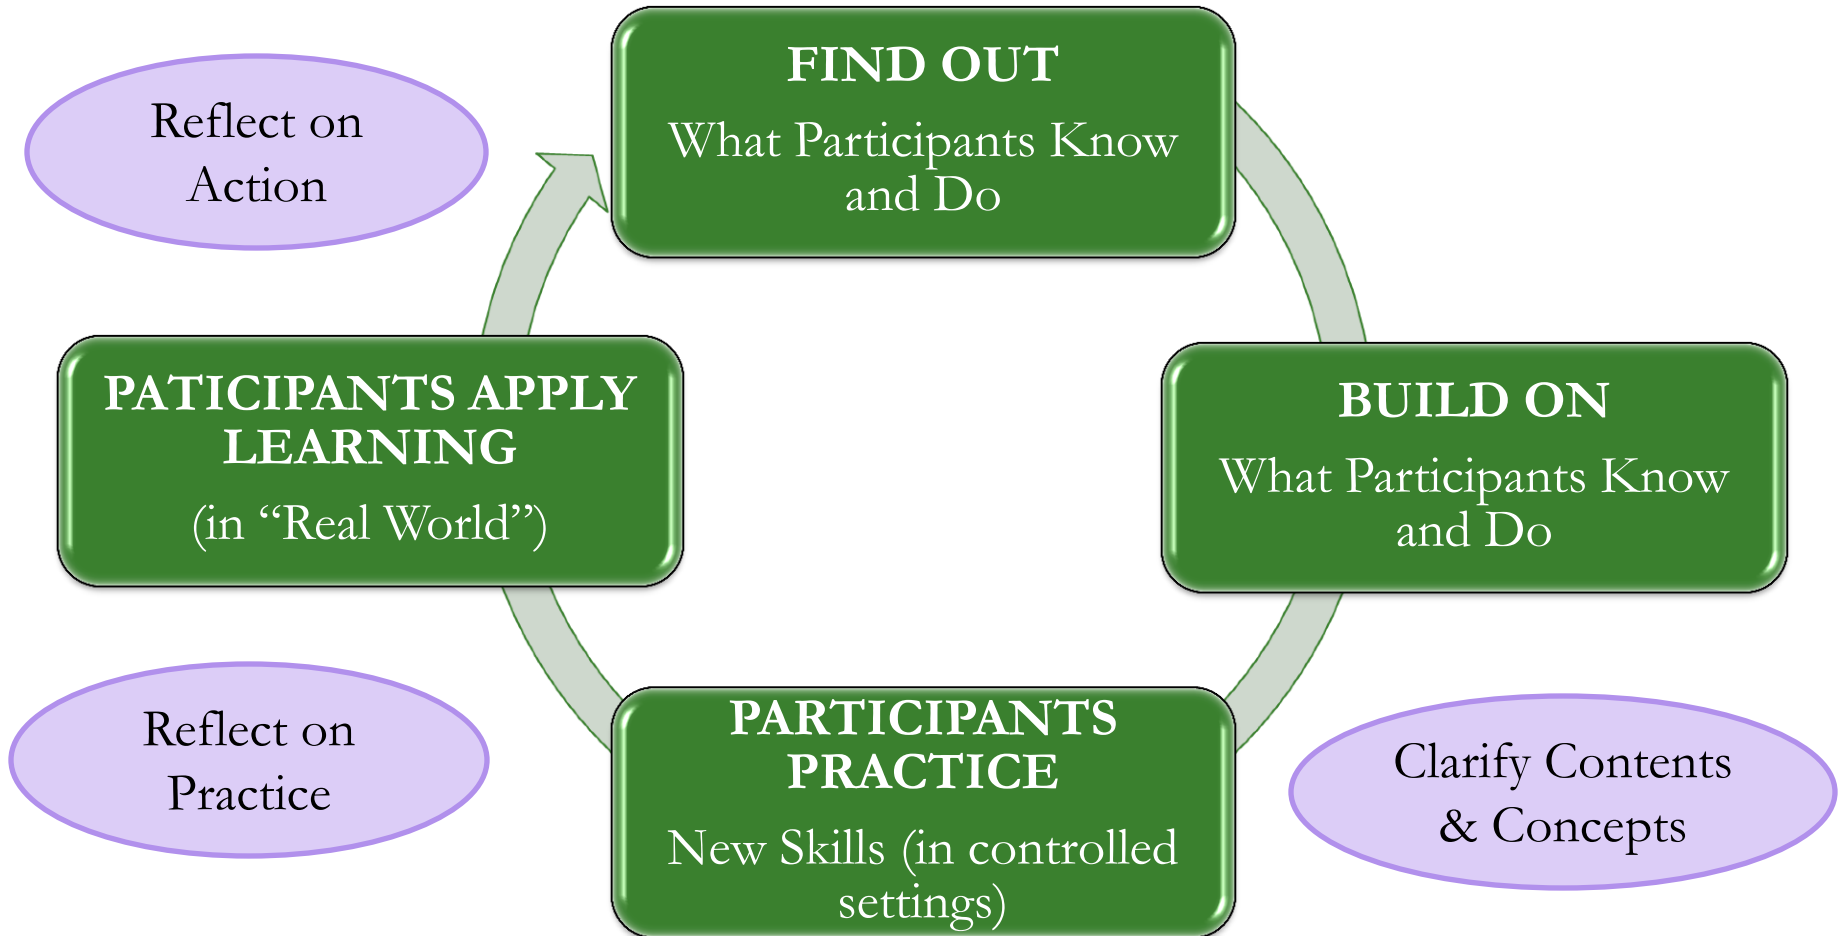 FIND OUT
What Participants Know
and Do
Reflect on
Action
PATICIPANTS APPLY
LEARNING
(in “Real World”)
BUILD ON
What Participants Know
and Do
Reflect on
Practice
PARTICIPANTS
PRACTICE
New Skills (in controlled
settings)
Clarify Contents
& Concepts